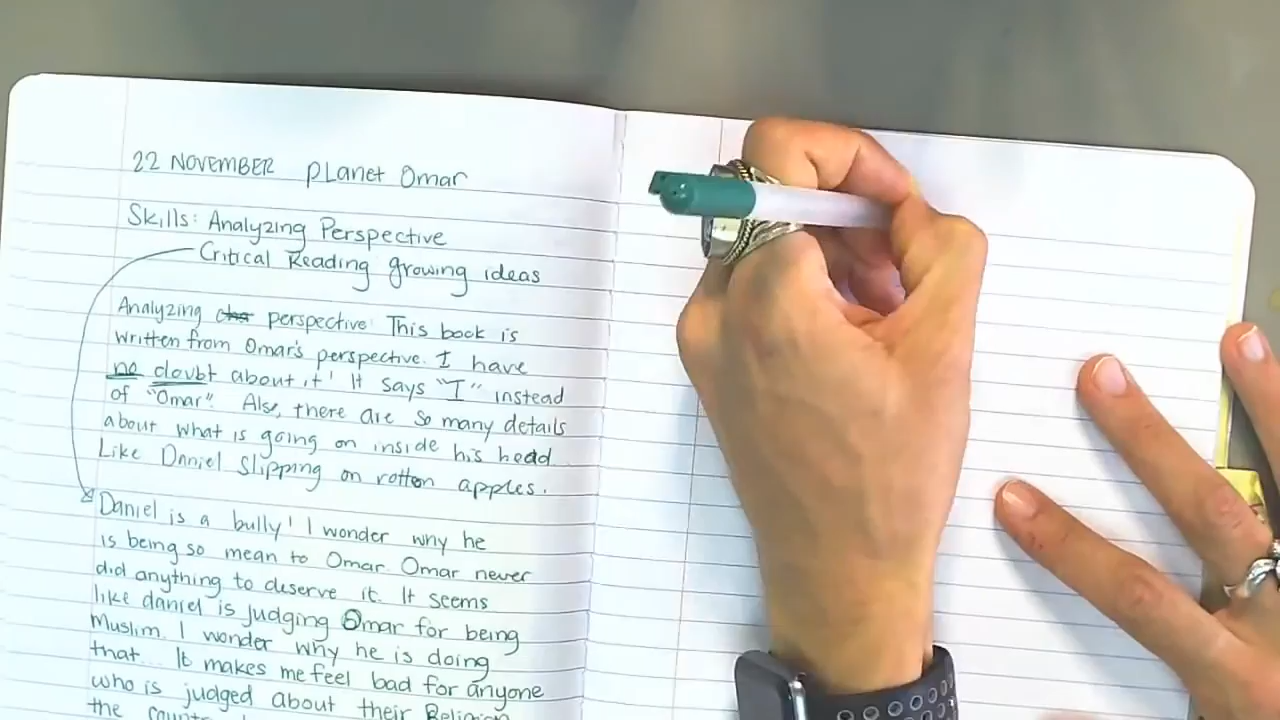 22 NOVEMBER planet Omar
Skills: Analyzing Perspective
Critical Reading growing ideas
Analyzing perspective: This book is
written from Omar's perspective. I have
no doubt about it! It says "I" instead
of "Omar". Also, there are so many details
about what is going on inside his head.
Like Daniel slipping on rotten apples.
Daniel is a bully! I wonder why he
is being so mean to Omar Omar never
did anything to deserve it. It seems
like daniel is judging Omar for being
Muslim. I wonder why he is doing
that... It makes me feel bad for anyone
who is judged about their Religion
the